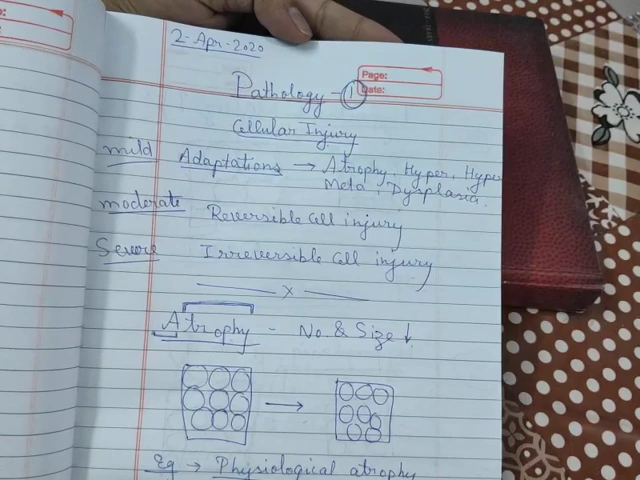 2-Apr-2020
Page:
Date:
Pathology - 1
Cellular Injury
mild Adaptations → Atrophy, Hyper, Hyper
Meta, Dysplasia.
moderate Reversible Cell injury
Severe Irreversible Cell injury
x
Atrophy - No. & Size ↓
→
Eg → Physiological atrophy